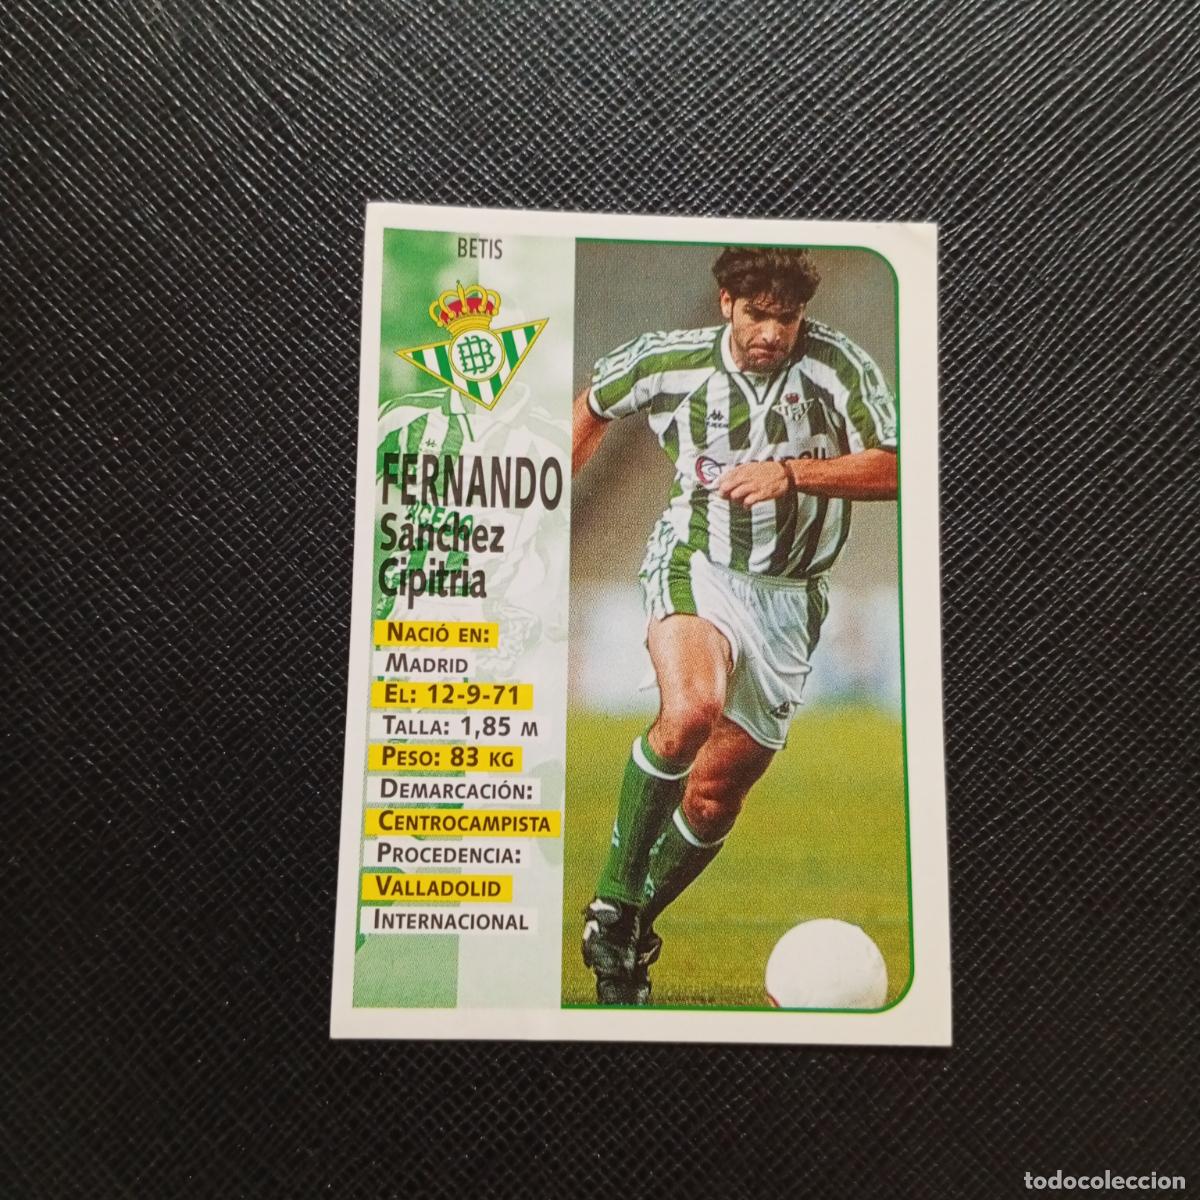 BETIS
FERNANDO
Sánchez
Cipitria
NACIÓ EN:
MADRID
EL: 12-9-71
TALLA: 1,85 M
PESO: 83 KG
DEMARCACIÓN:
CENTROCAMPISTA
PROCEDENCIA:
VALLADOLID
INTERNACIONAL
todocoleccion